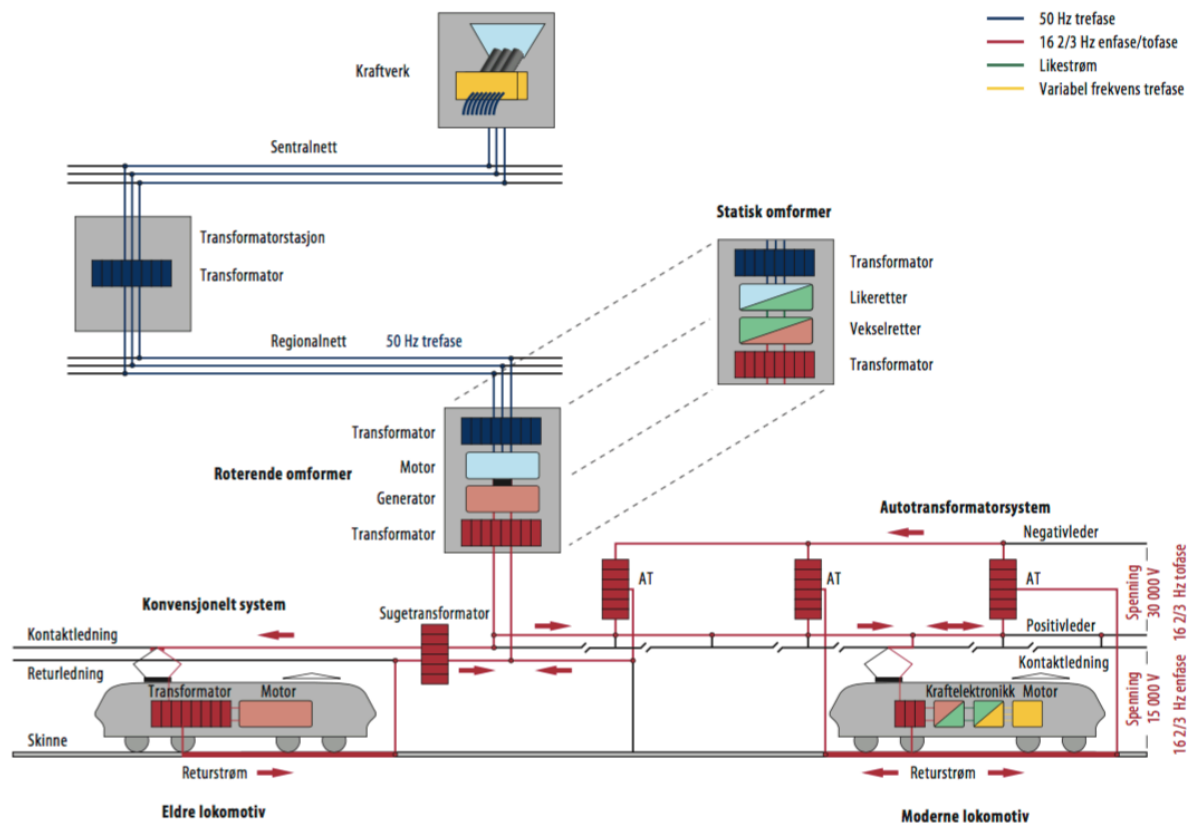 50 Hz trefase
16 2/3 Hz enfase/tofase
Likestrøm
Variabel frekvens trefase
Kraftverk
Sentralnett
Transformatorstasjon
Transformator
Statisk omformer
Transformator
Likeretter
Vekselretter
Transformator
Regionalnett 50 Hz trefase
Transformator
Motor
Roterende omformer
Generator
Transformator
Autotransformatorsystem
Negativleder
AT
AT
AT
Spenning
30 000 V
16 2/3 Hz tofase
Konvensjonelt system
Sugetransformator
Kontaktledning
Positivleder
Returledning
Kontaktledning
Transformator Motor
Kraftelektronikk Motor
Spenning
15 000 V
16 2/3 Hz enfase
Skinne
Returstrøm
Returstrøm
Eldre lokomotiv
Moderne lokomotiv